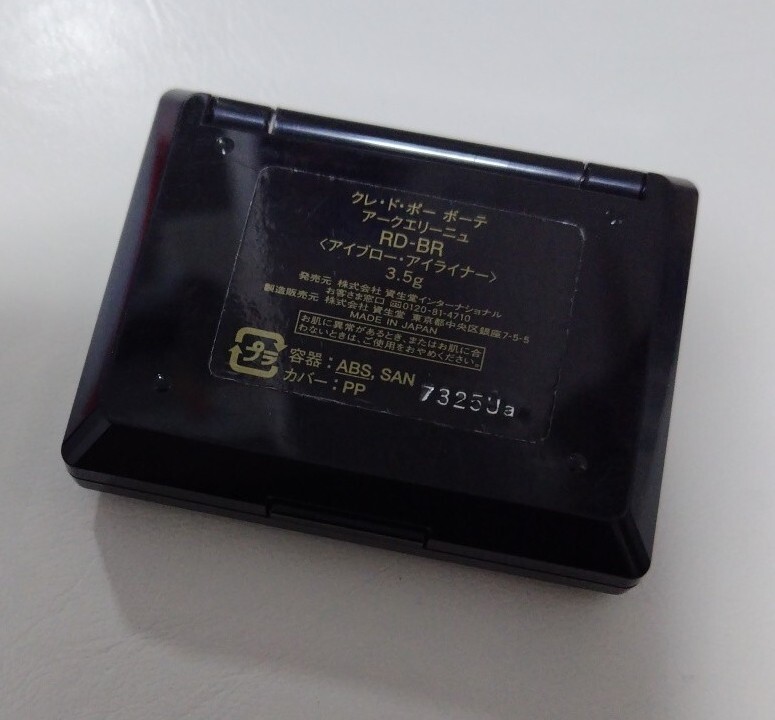 クレ・ド・ポー ボーテ
アークエリーニュ
RD-BR
〈アイブロー・アイライナー〉
3.5g
発売元 株式会社 資生堂インターナショナル
お客さま窓口 0120-81-4710
製造販売元 株式会社 資生堂 東京都中央区銀座7-5-5
MADE IN JAPAN
お肌に異常があるとき、またはお肌に合
わないときは、ご使用をおやめください。
プラ
容器：ABS, SAN
カバー：PP
7325Ja